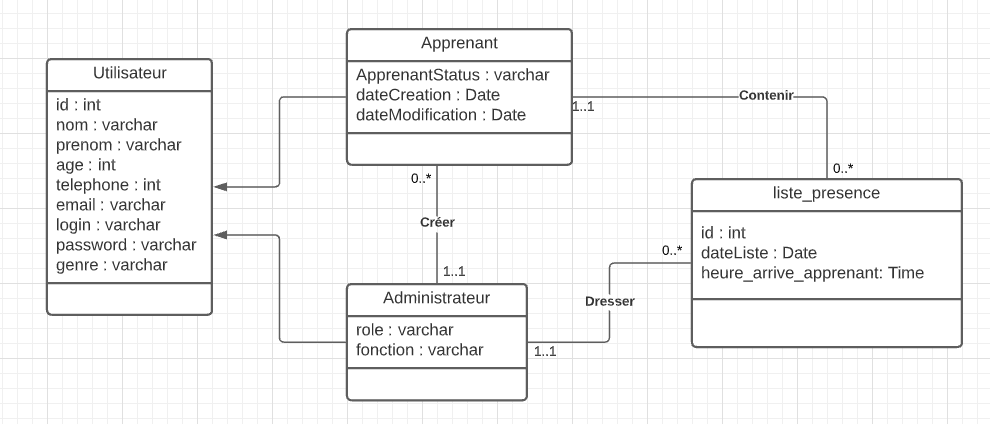 Utilisateur
id : int
nom : varchar
prenom : varchar
age : int
telephone : int
email : varchar
login : varchar
password : varchar
genre : varchar
Apprenant
ApprenantStatus : varchar
dateCreation : Date
dateModification : Date
1..1
Contenir
0..*
0..*
Créer
1..1
Administrateur
role : varchar
fonction : varchar
1..1
Dresser
0..*
liste_presence
id : int
dateListe : Date
heure_arrive_apprenant: Time